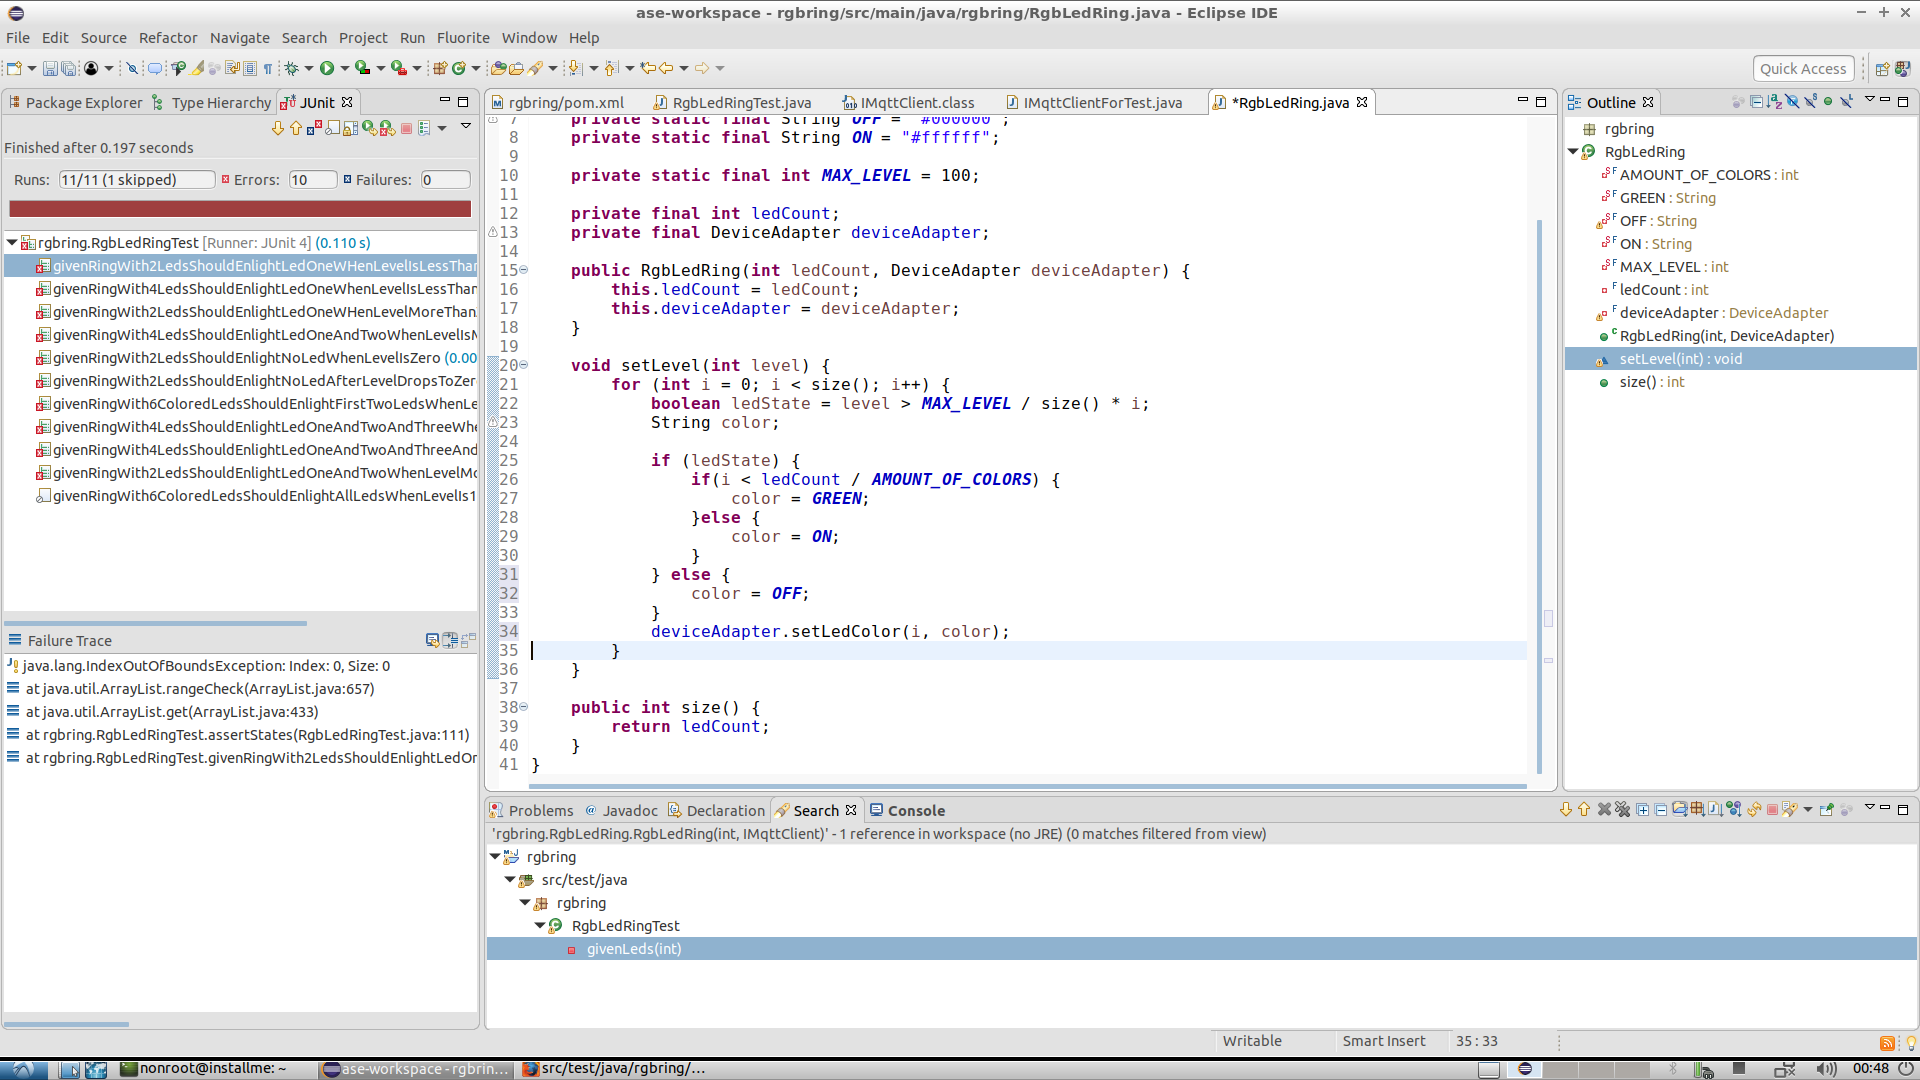 ase-workspace - rgbring/src/main/java/rgbring/RgbLedRing.java - Eclipse IDE
File Edit Source Refactor Navigate Search Project Run Fluorite Window Help
Quick Access
Package Explorer Type Hierarchy JUnit
Finished after 0.197 seconds
Runs: 11/11 (1 skipped) Errors: 10 Failures: 0
rgbring.RgbLedRingTest [Runner: JUnit 4] (0.110 s)
givenRingWith2LedsShouldEnlightLedOneWHenLevelIsLessThan
givenRingWith4LedsShouldEnlightLedOneWhenLevelIsLessThan
givenRingWith2LedsShouldEnlightLedOneWHenLevelMoreThan
givenRingWith4LedsShouldEnlightLedOneAndTwoWhenLevelIsM
givenRingWith2LedsShouldEnlightNoLedWhenLevelIsZero (0.00
givenRingWith2LedsShouldEnlightNoLedAfterLevelDropsToZer
givenRingWith6ColoredLedsShouldEnlightFirstTwoLedsWhenLe
givenRingWith4LedsShouldEnlightLedOneAndTwoAndThreeWhe
givenRingWith4LedsShouldEnlightLedOneAndTwoAndThreeAnd
givenRingWith2LedsShouldEnlightLedOneAndTwoWhenLevelMo
givenRingWith6ColoredLedsShouldEnlightAllLedsWhenLevelIs1
Failure Trace
java.lang.IndexOutOfBoundsException: Index: 0, Size: 0
at java.util.ArrayList.rangeCheck(ArrayList.java:657)
at java.util.ArrayList.get(ArrayList.java:433)
at rgbring.RgbLedRingTest.assertStates(RgbLedRingTest.java:111)
at rgbring.RgbLedRingTest.givenRingWith2LedsShouldEnlightLedOn
rgbring/pom.xml RgbLedRingTest.java IMqttClient.class IMqttClientForTest.java *RgbLedRing.java
7 private static final String OFF = "#000000";
8 private static final String ON = "#ffffff";
9
10 private static final int MAX_LEVEL = 100;
11
12 private final int ledCount;
13 private final DeviceAdapter deviceAdapter;
14
15 public RgbLedRing(int ledCount, DeviceAdapter deviceAdapter) {
16 this.ledCount = ledCount;
17 this.deviceAdapter = deviceAdapter;
18 }
19
20 void setLevel(int level) {
21 for (int i = 0; i < size(); i++) {
22 boolean ledState = level > MAX_LEVEL / size() * i;
23 String color;
24
25 if (ledState) {
26 if(i < ledCount / AMOUNT_OF_COLORS) {
27 color = GREEN;
28 }else {
29 color = ON;
30 }
31 } else {
32 color = OFF;
33 }
34 deviceAdapter.setLedColor(i, color);
35 }
36 }
37
38 public int size() {
39 return ledCount;
40 }
41 }
Outline
rgbring
RgbLedRing
AMOUNT_OF_COLORS : int
GREEN : String
OFF : String
ON : String
MAX_LEVEL : int
ledCount : int
deviceAdapter : DeviceAdapter
RgbLedRing(int, DeviceAdapter)
setLevel(int) : void
size() : int
Problems Javadoc Declaration Search Console
'rgbring.RgbLedRing.RgbLedRing(int, IMqttClient)' - 1 reference in workspace (no JRE) (0 matches filtered from view)
rgbring
src/test/java
rgbring
RgbLedRingTest
givenLeds(int)
Writable Smart Insert 35 : 33
nonroot@installme: ~ ase-workspace - rgbrin... src/test/java/rgbring/... 00:48